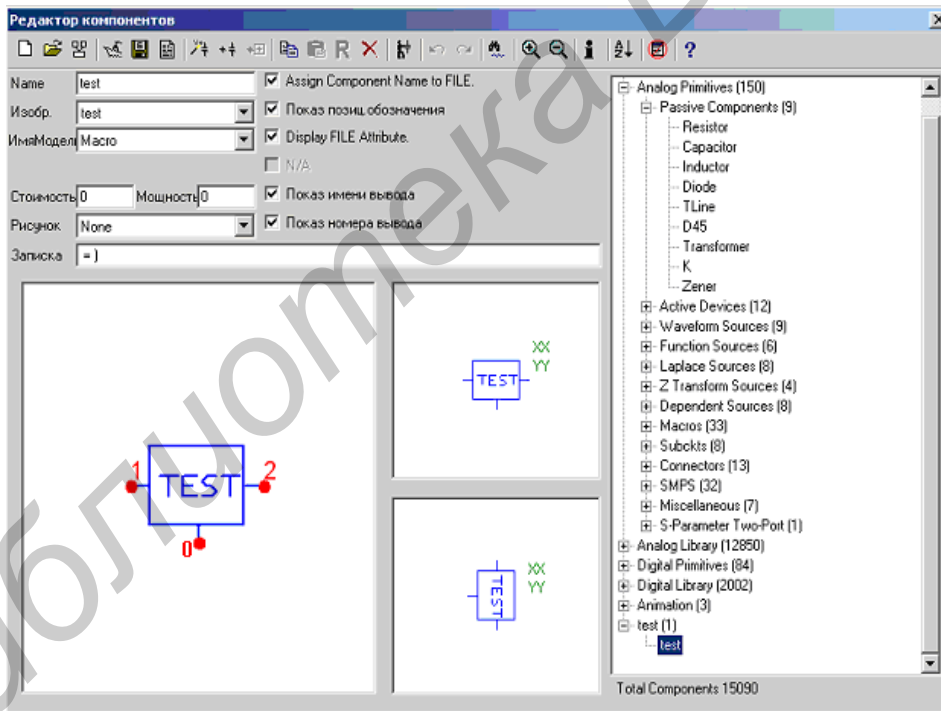 Редактор компонентов
Name test
Изобр. test
ИмяМодели Macro
Стоимость 0 Мощность 0
Рисунок None
Записка =)
Assign Component Name to FILE.
Показ позиц.обозначения
Display FILE Attribute.
N/A
Показ имени вывода
Показ номера вывода
1 TEST 2
0
XX
YY
TEST
XX
YY
TEST
Analog Primitives (150)
Passive Components (9)
Resistor
Capacitor
Inductor
Diode
TLine
D45
Transformer
K
Zener
Active Devices (12)
Waveform Sources (9)
Function Sources (6)
Laplace Sources (8)
Z Transform Sources (4)
Dependent Sources (8)
Macros (33)
Subckts (8)
Connectors (13)
SMPS (32)
Miscellaneous (7)
S-Parameter Two-Port (1)
Analog Library (12850)
Digital Primitives (84)
Digital Library (2002)
Animation (3)
test (1)
test
Total Components 15090